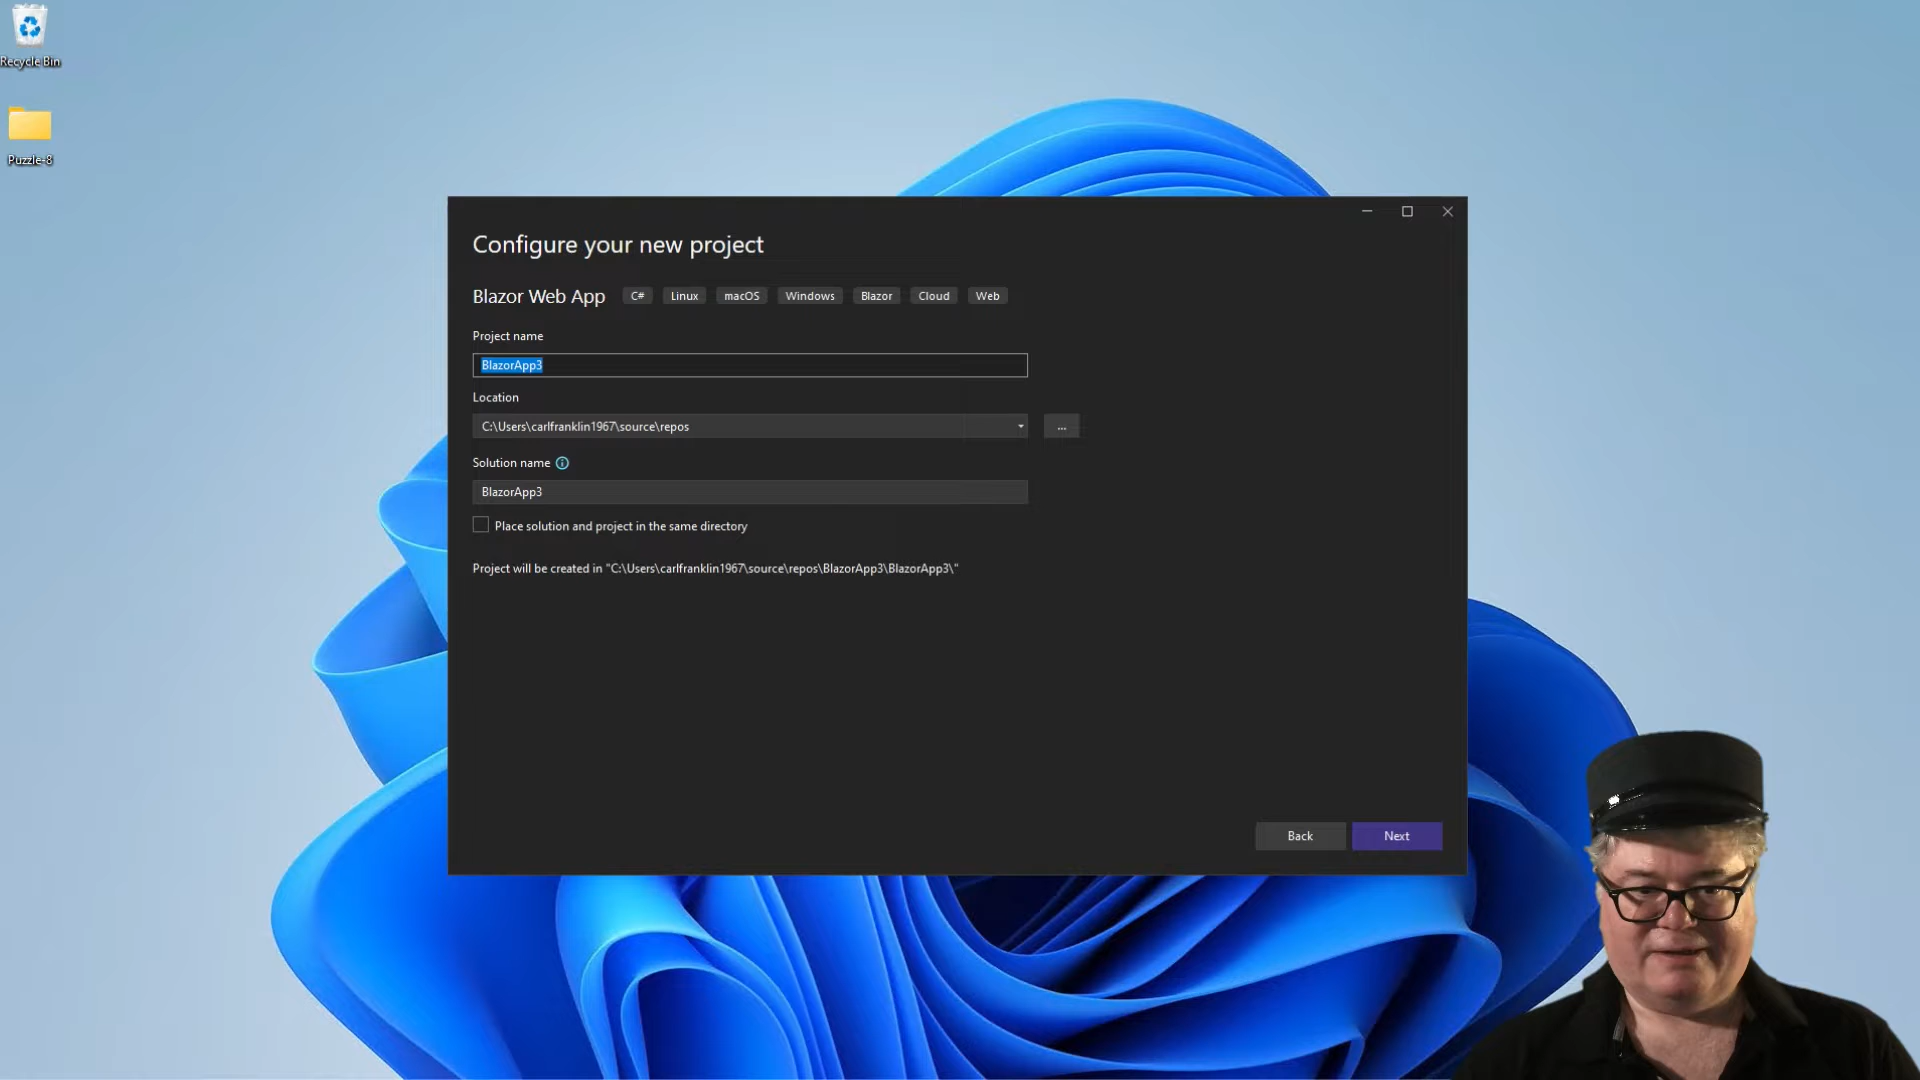 Recycle Bin
Puzzle-8
Configure your new project
Blazor Web App C# Linux macOS Windows Blazor Cloud Web
Project name
BlazorApp3
Location
C:\Users\carlfranklin1967\source\repos ...
Solution name
BlazorApp3
Place solution and project in the same directory
Project will be created in "C:\Users\carlfranklin1967\source\repos\BlazorApp3\BlazorApp3\"
Back Next